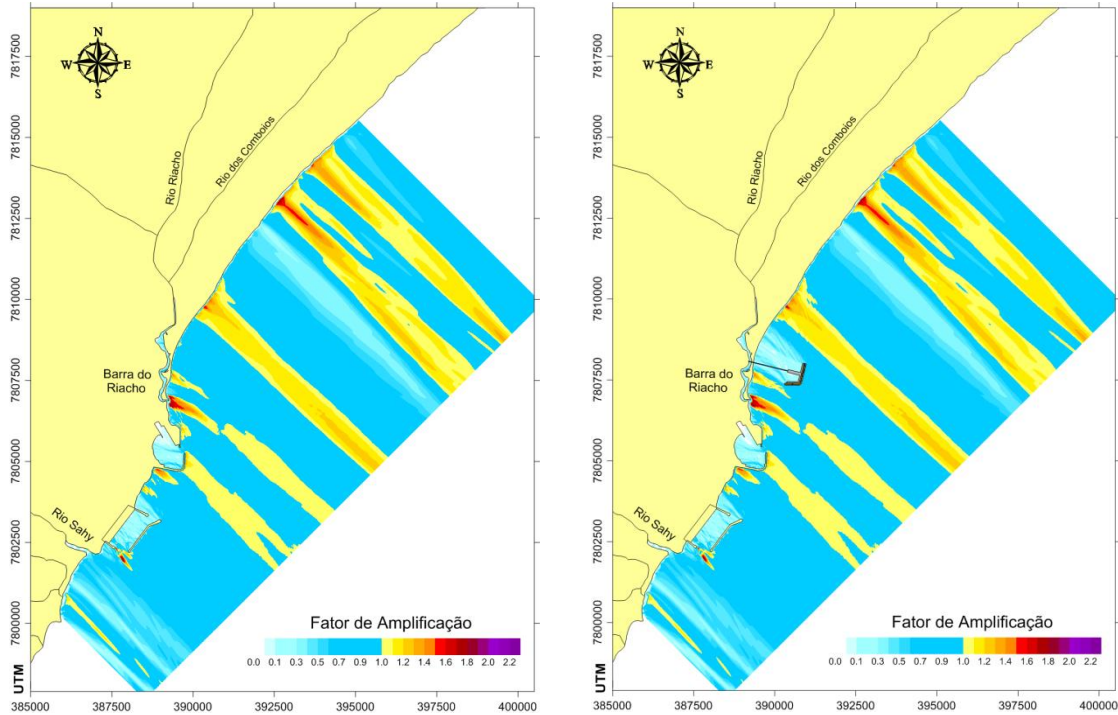 N
W E
S
7817500
7815000
7812500
7810000
7807500
7805000
7802500
7800000
UTM
Rio Riacho
Rio dos Comboios
Barra do
Riacho
Rio Sahy
Fator de Amplificação
0.0 0.1 0.3 0.5 0.7 0.9 1.0 1.2 1.4 1.6 1.8 2.0 2.2
385000 387500 390000 392500 395000 397500 400000
N
W E
S
7817500
7815000
7812500
7810000
7807500
7805000
7802500
7800000
UTM
Rio Riacho
Rio dos Comboios
Barra do
Riacho
Rio Sahy
Fator de Amplificação
0.0 0.1 0.3 0.5 0.7 0.9 1.0 1.2 1.4 1.6 1.8 2.0 2.2
385000 387500 390000 392500 395000 397500 400000